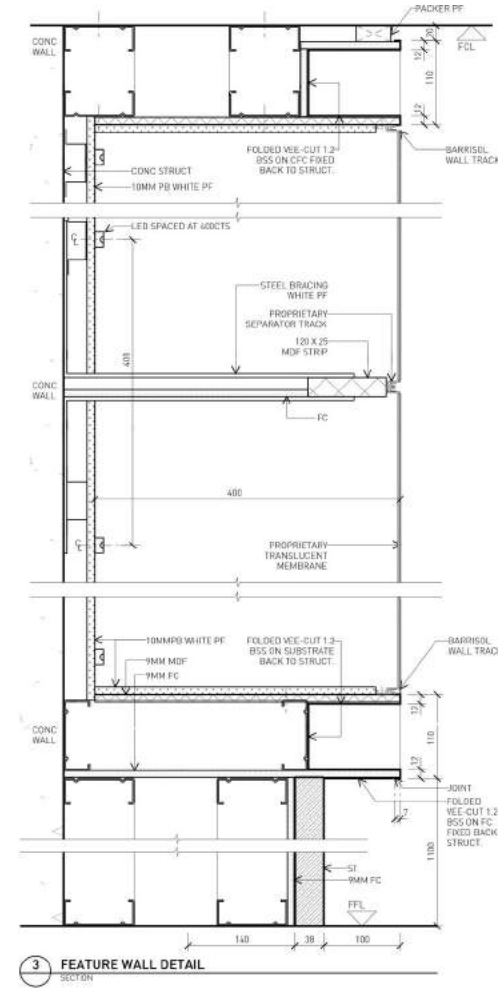 PACKER PF
CONC
WALL
20
FCL
12
110
12
FOLDED VEE-CUT 1.2
BSS ON CFC FIXED
BACK TO STRUCT.
BARRISOL
WALL TRACK
CONC STRUCT
10MM PB WHITE PF
LED SPACED AT 400CTS
STEEL BRACING
WHITE PF
PROPRIETARY
SEPARATOR TRACK
120 X 25
MDF STRIP
400
CONC
WALL
FC
400
PROPRIETARY
TRANSLUCENT
MEMBRANE
10MMPB WHITE PF
9MM MDF
9MM FC
FOLDED VEE-CUT 1.2
BSS ON SUBSTRATE
BACK TO STRUCT.
BARRISOL
WALL TRACK
CONC
WALL
12
110
12
JOINT
FOLDED
VEE-CUT 1.2
BSS ON FC
FIXED BACK
STRUCT.
7
1100
ST
9MM FC
FFL
140
38
100
3
FEATURE WALL DETAIL
SECTION